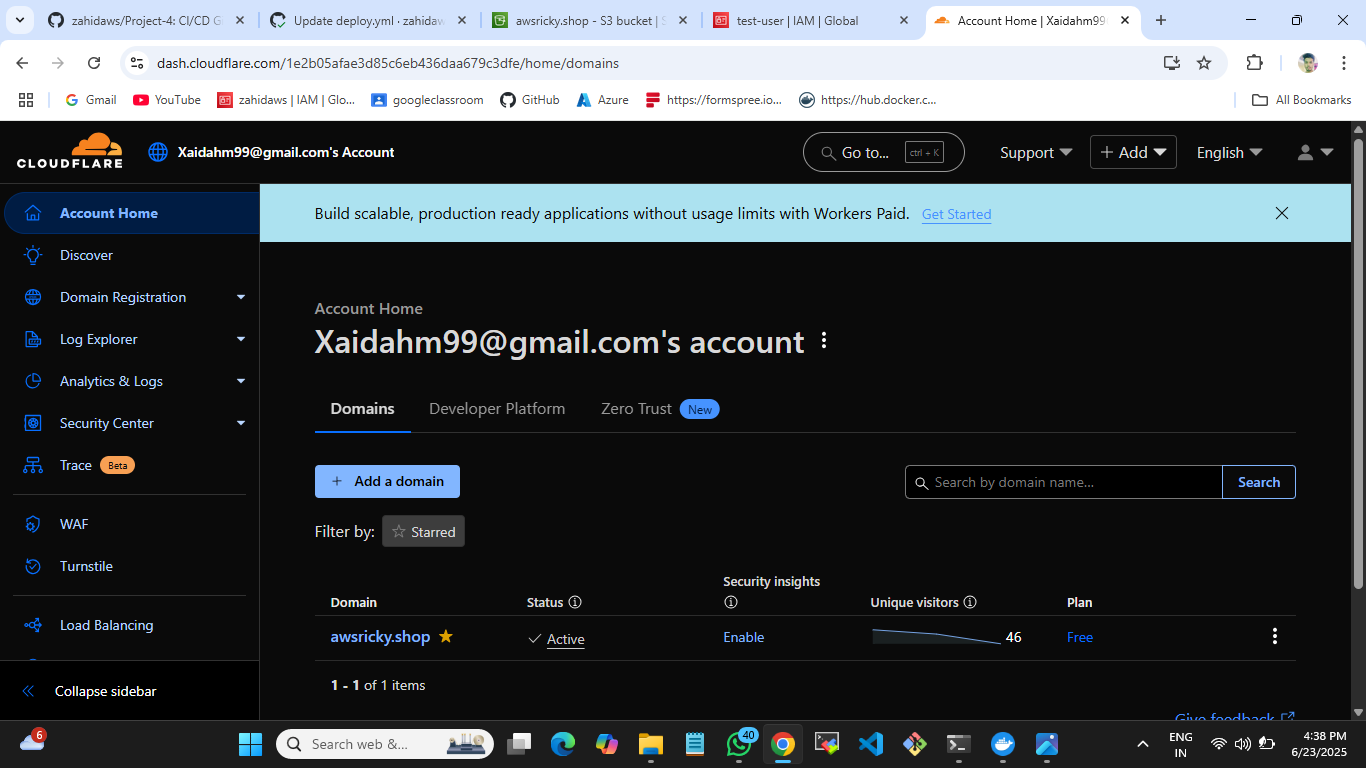 zahidaws/Project-4: CI/CD G
Update deploy.yml · zahidaw
awsricky.shop - S3 bucket | S
test-user | IAM | Global
Account Home | Xaidahm99
dash.cloudflare.com/1e2b05afae3d85c6eb436daa679c3dfe/home/domains
Gmail
YouTube
zahidaws | IAM | Glo...
googleclassroom
GitHub
Azure
https://formspree.io...
https://hub.docker.c...
All Bookmarks
CLOUDFLARE
Xaidahm99@gmail.com's Account
Go to... ctrl + K
Support
+ Add
English
Account Home
Discover
Domain Registration
Log Explorer
Analytics & Logs
Security Center
Trace Beta
WAF
Turnstile
Load Balancing
Collapse sidebar
Build scalable, production ready applications without usage limits with Workers Paid. Get Started
Account Home
Xaidahm99@gmail.com's account
Domains Developer Platform Zero Trust New
+ Add a domain
Search by domain name... Search
Filter by: Starred
Security insights
Domain Status Unique visitors Plan
awsricky.shop Active Enable 46 Free
1 - 1 of 1 items
Give feedback
6
Search web &...
40
ENG
IN
4:38 PM
6/23/2025